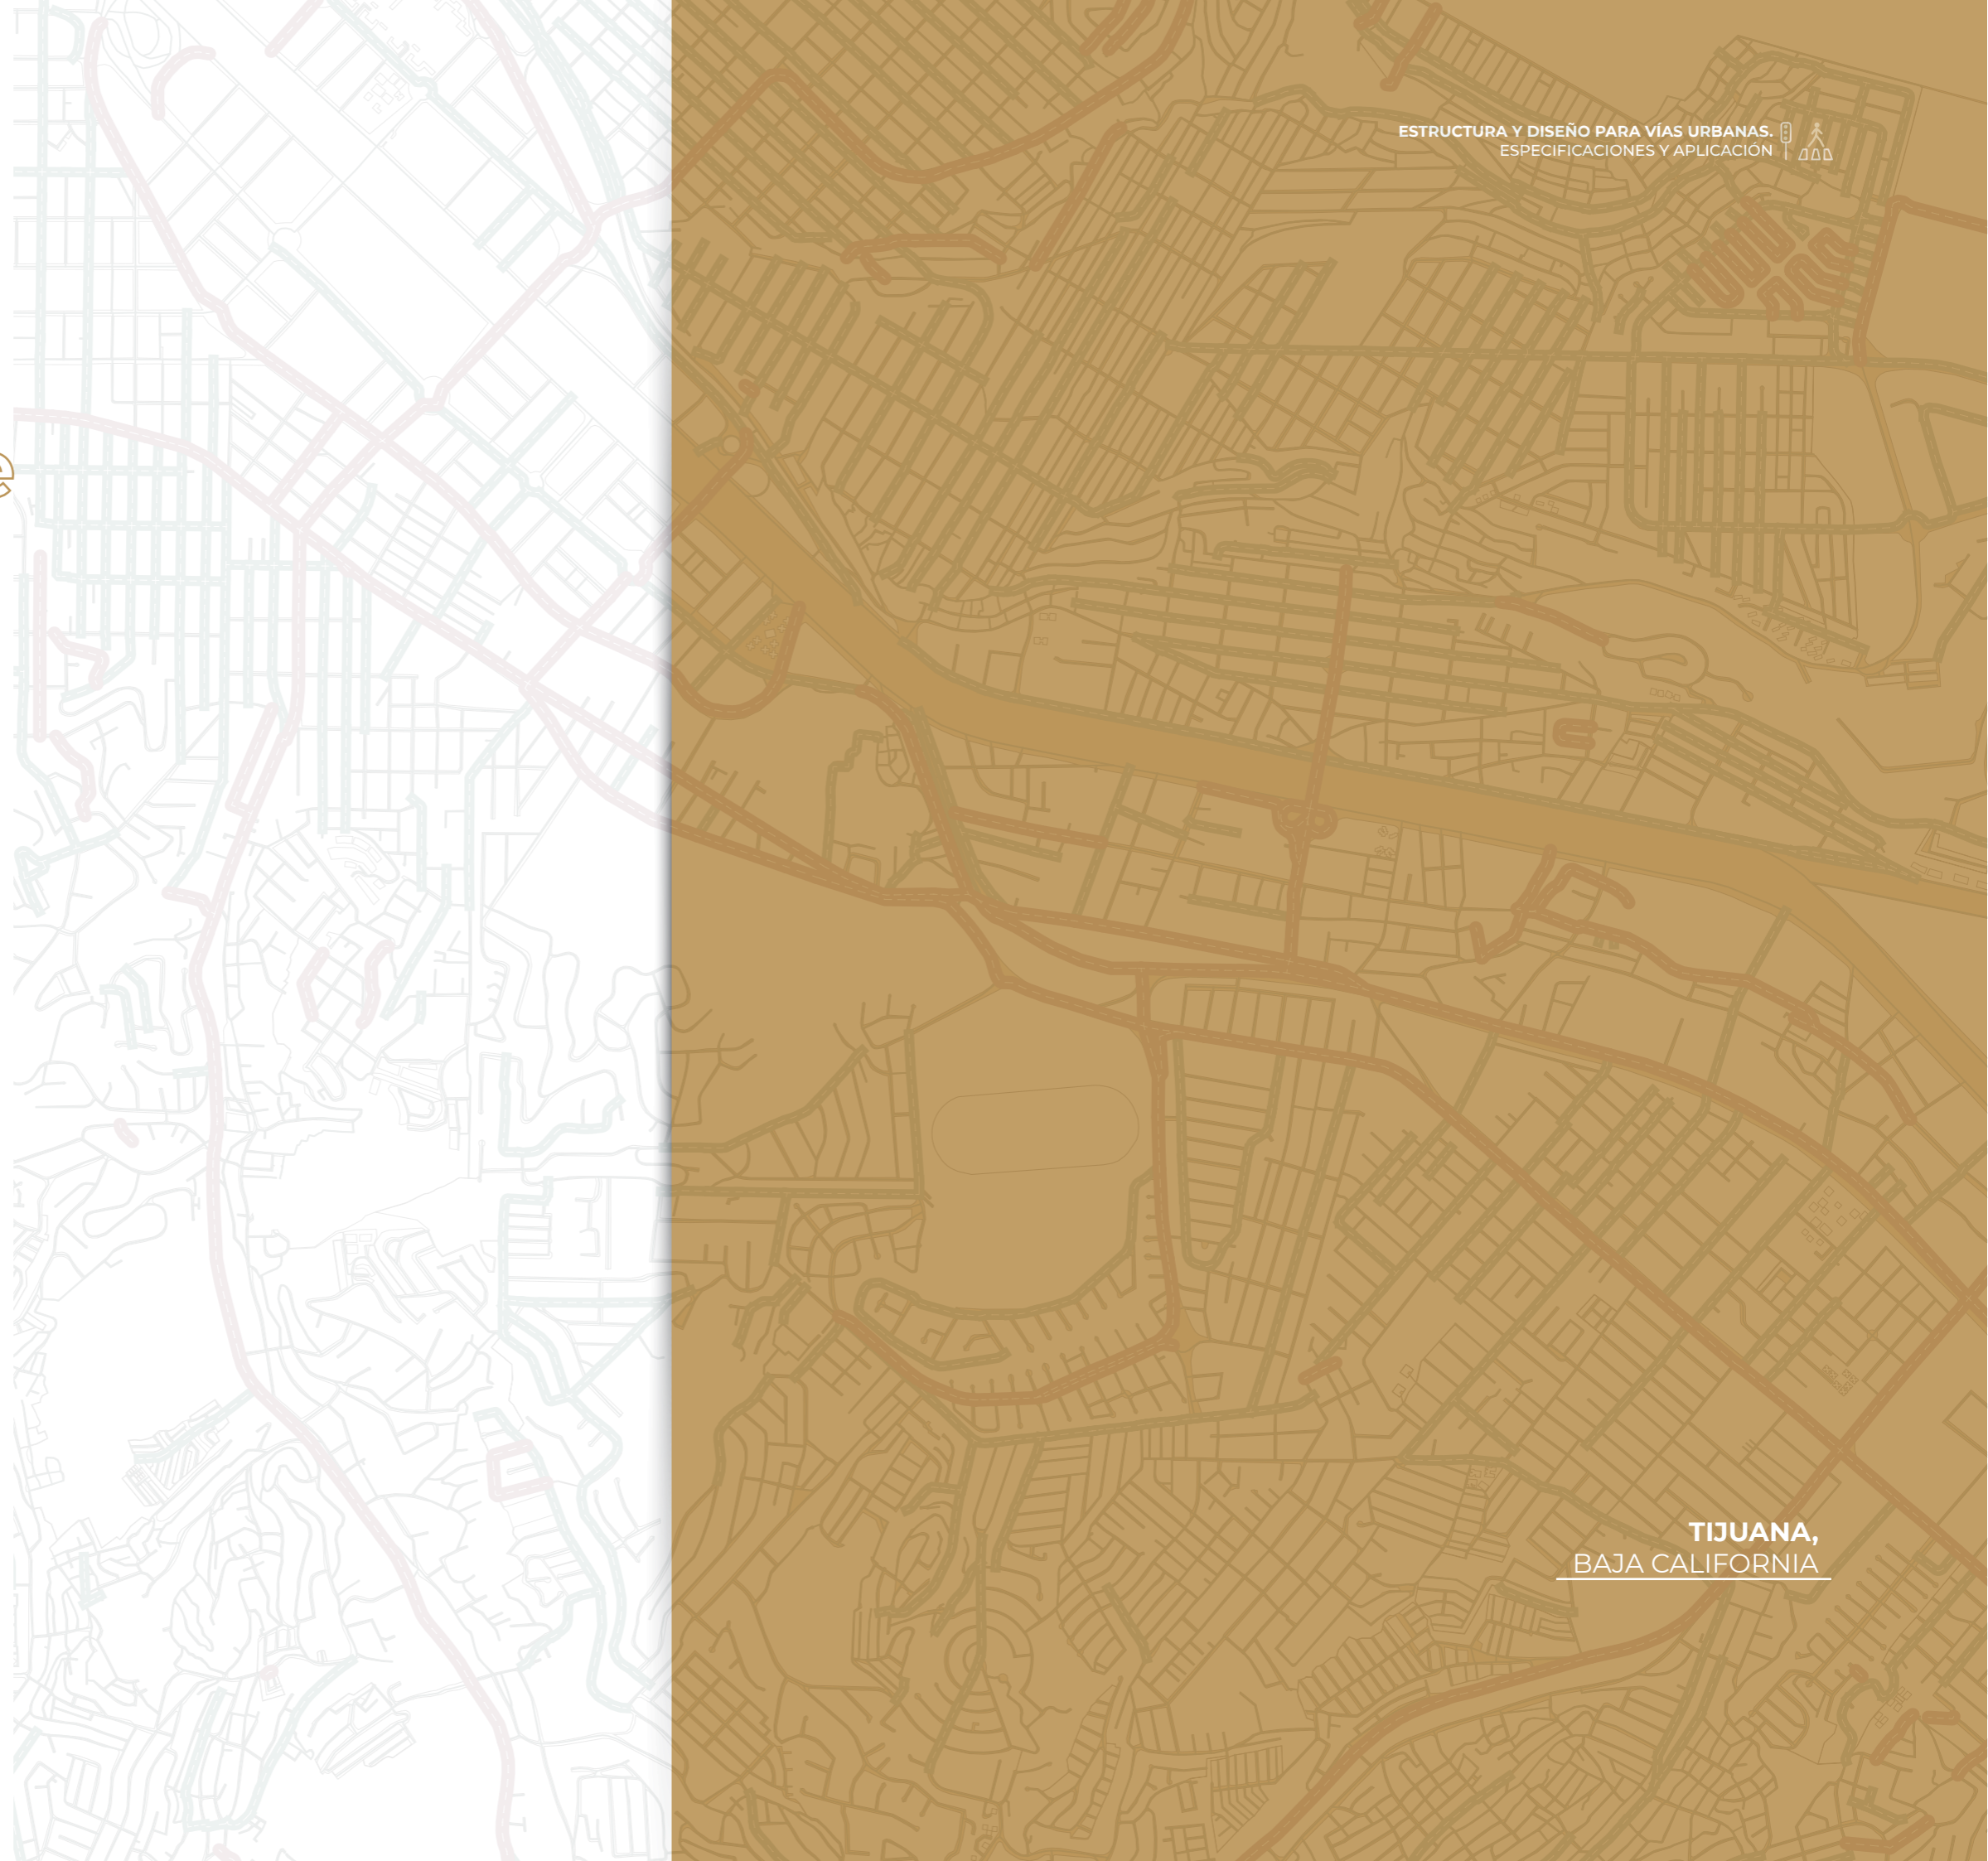 ESTRUCTURA Y DISEÑO PARA VÍAS URBANAS.
ESPECIFICACIONES Y APLICACIÓN
TIJUANA,
BAJA CALIFORNIA